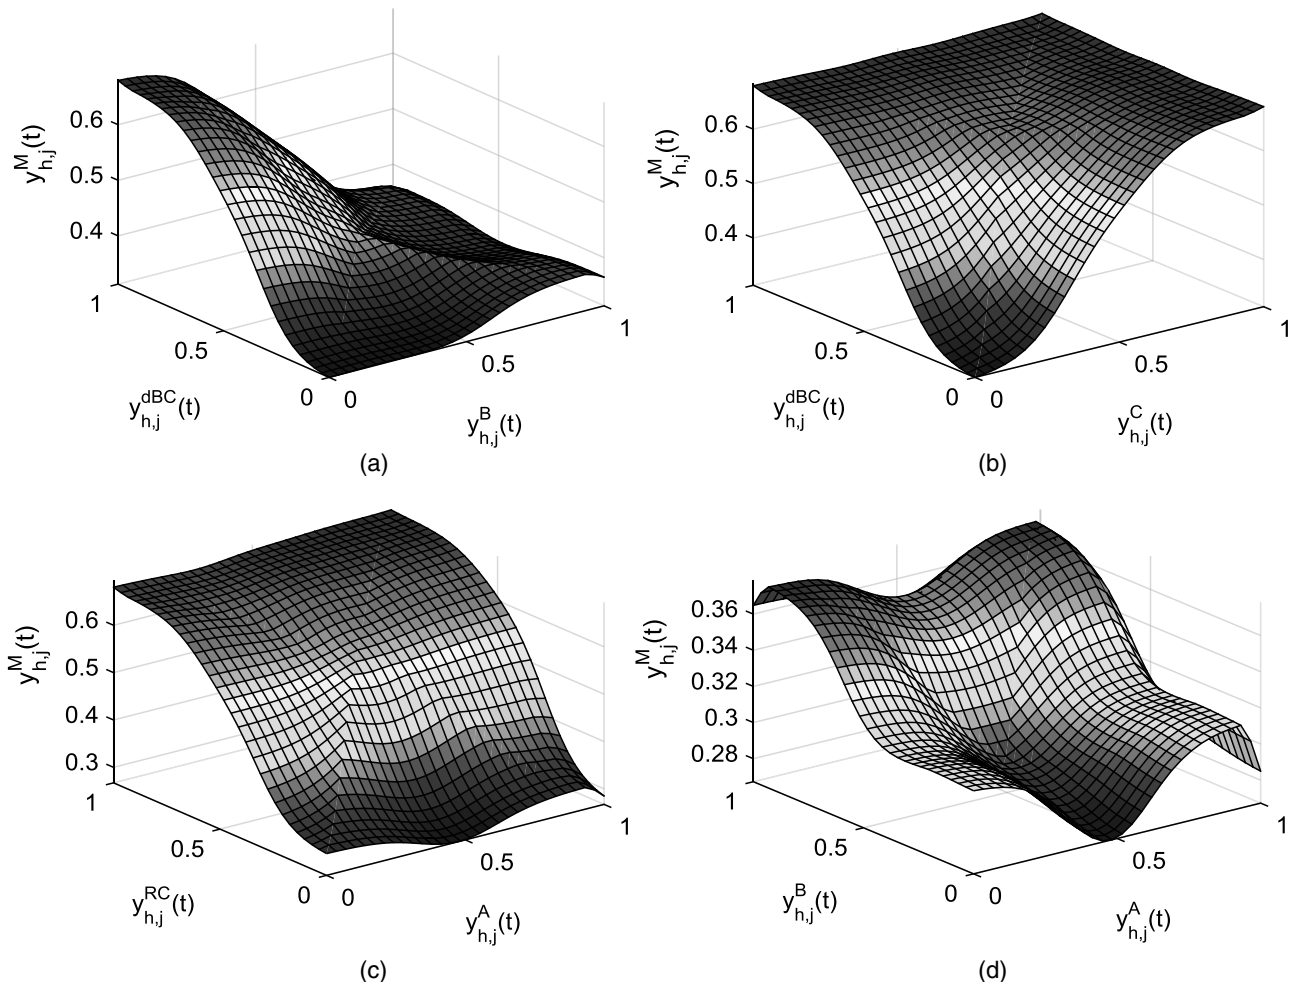 0.6
0.5
0.4
y^M_{h,j}(t)
1
0.5
0
y^{dBC}_{h,j}(t)
0
0.5
1
y^B_{h,j}(t)
(a)
0.6
0.5
0.4
y^M_{h,j}(t)
1
0.5
0
y^{dBC}_{h,j}(t)
0
0.5
1
y^C_{h,j}(t)
(b)
0.6
0.5
0.4
0.3
y^M_{h,j}(t)
1
0.5
0
y^{RC}_{h,j}(t)
0
0.5
1
y^A_{h,j}(t)
(c)
0.36
0.34
0.32
0.3
0.28
y^M_{h,j}(t)
1
0.5
0
y^B_{h,j}(t)
0
0.5
1
y^A_{h,j}(t)
(d)